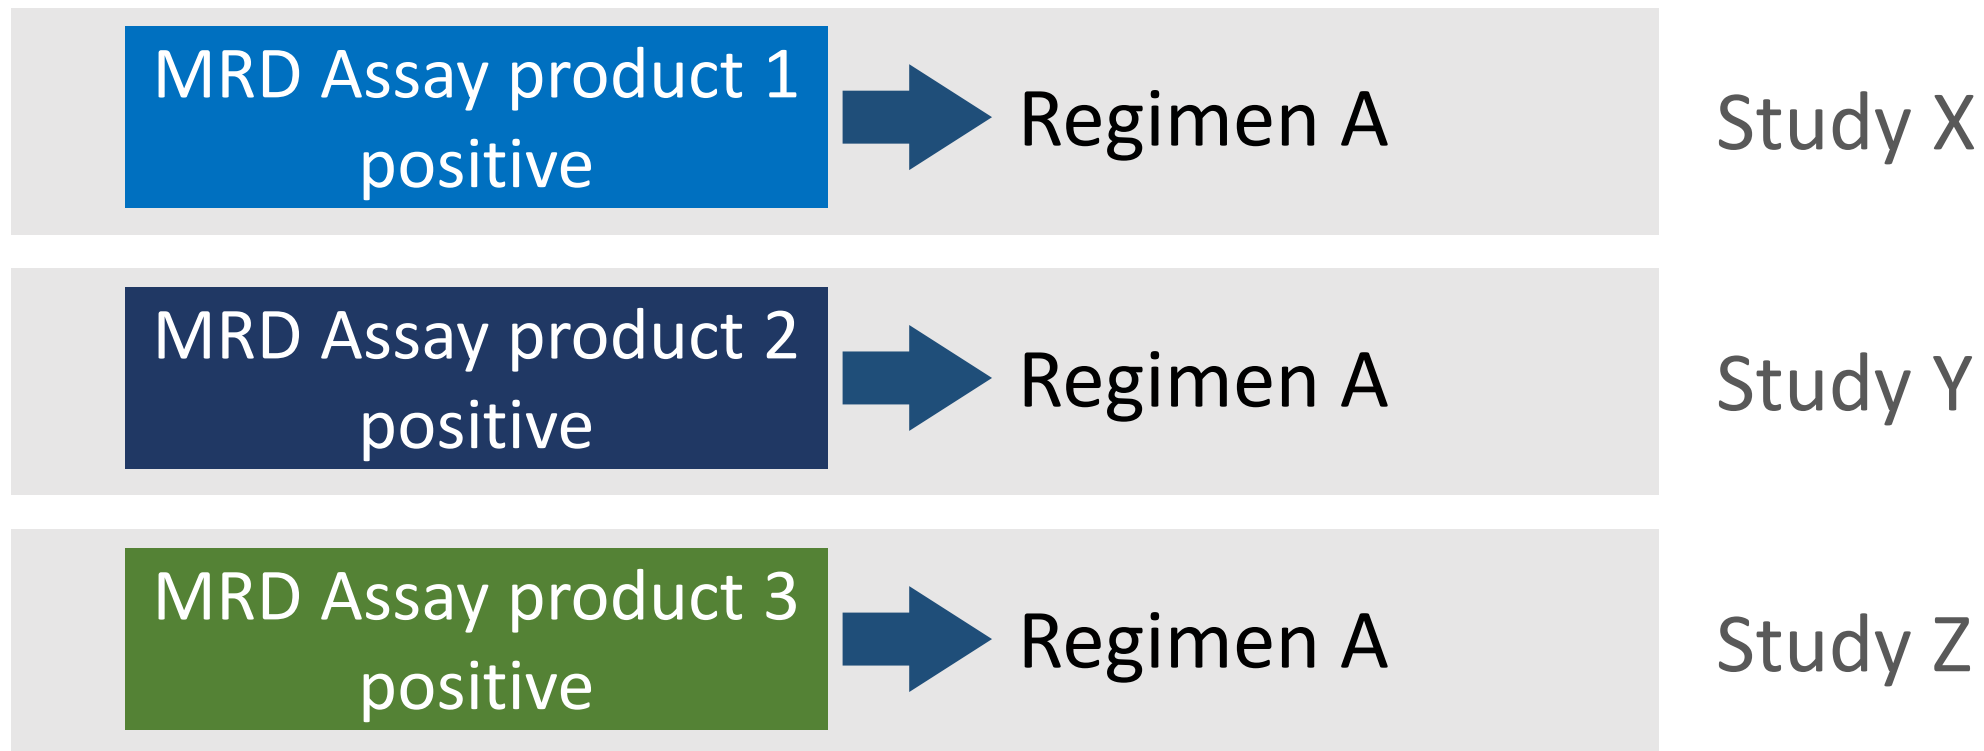 MRD Assay product 1
positive
Regimen A
Study X
MRD Assay product 2
positive
Regimen A
Study Y
MRD Assay product 3
positive
Regimen A
Study Z